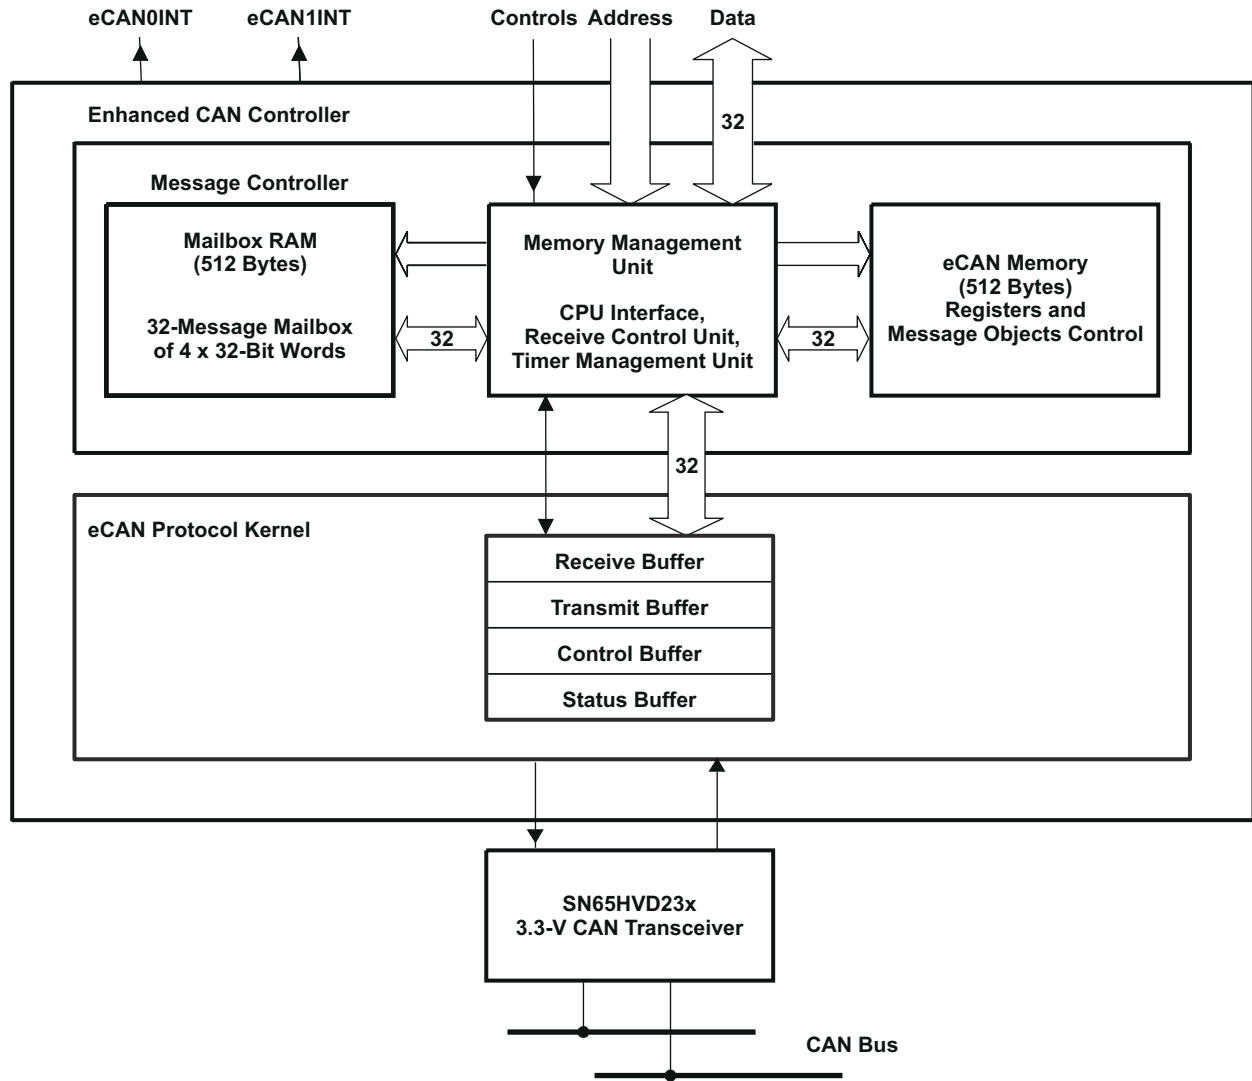 eCAN0INT
eCAN1INT
Controls
Address
Data
32
Enhanced CAN Controller
Message Controller
Mailbox RAM
(512 Bytes)
32-Message Mailbox
of 4 x 32-Bit Words
32
Memory Management
Unit
CPU Interface,
Receive Control Unit,
Timer Management Unit
32
eCAN Memory
(512 Bytes)
Registers and
Message Objects Control
32
eCAN Protocol Kernel
Receive Buffer
Transmit Buffer
Control Buffer
Status Buffer
SN65HVD23x
3.3-V CAN Transceiver
CAN Bus